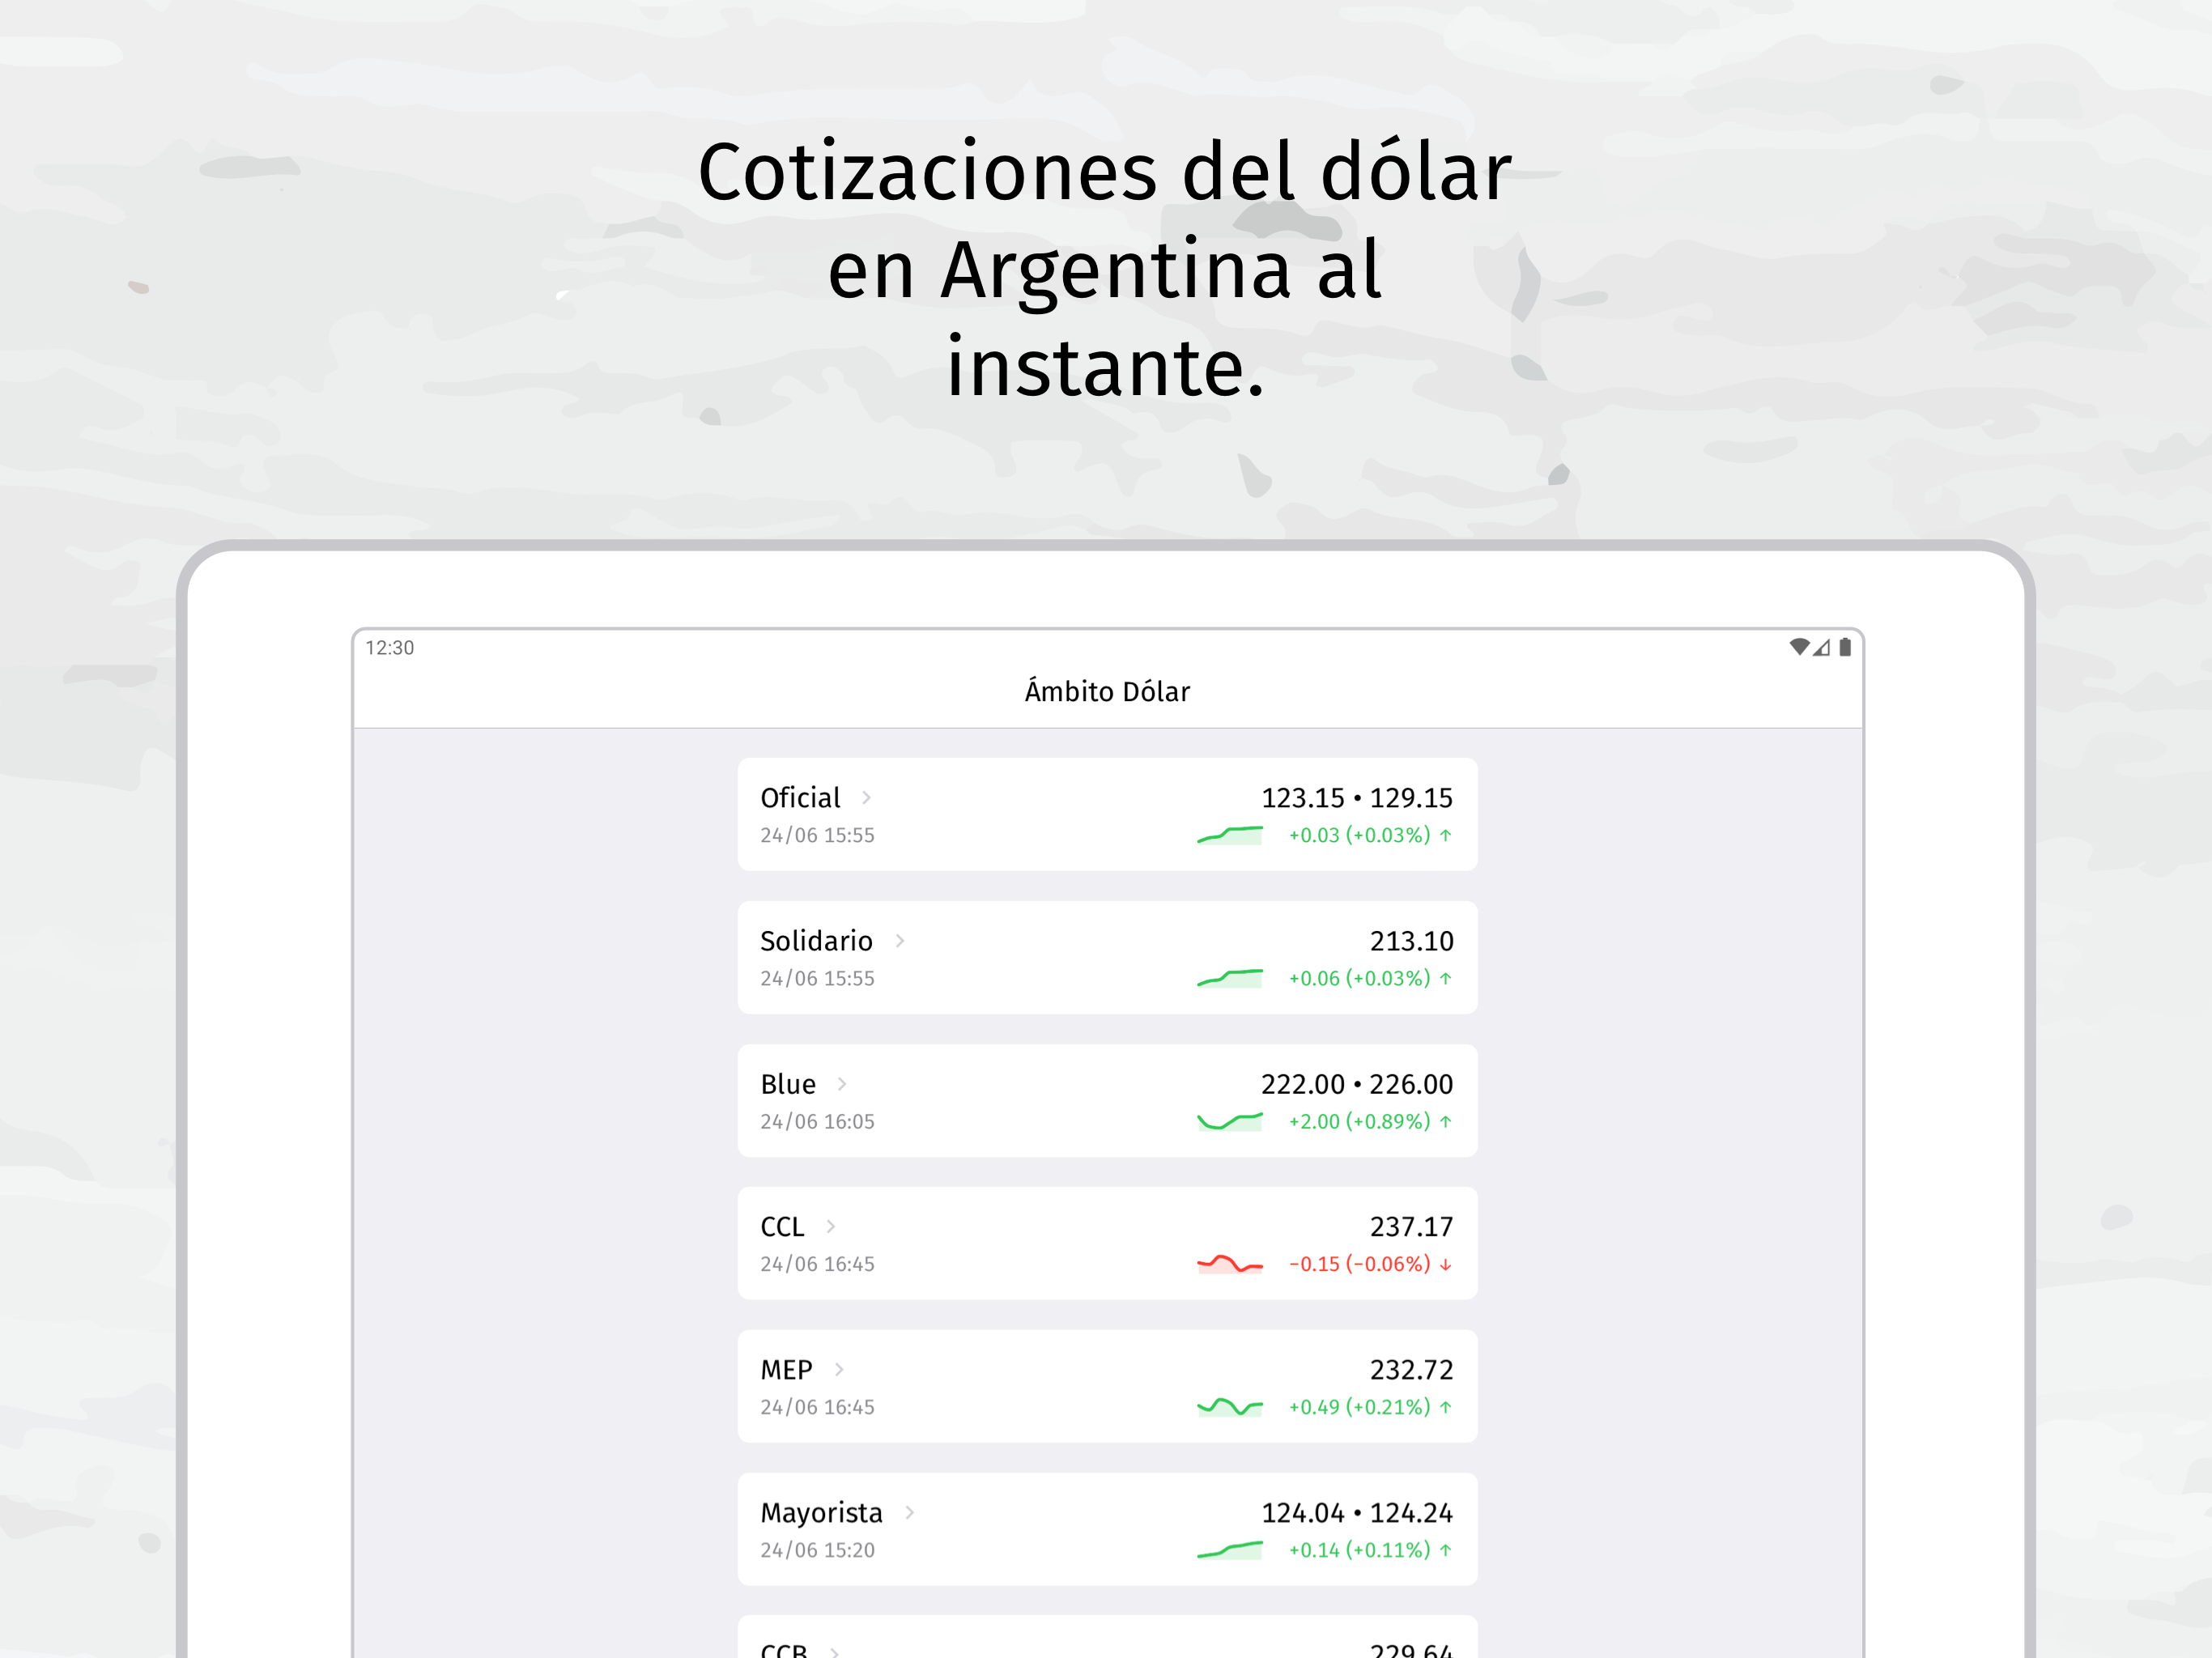 Cotizaciones del dólar
en Argentina al
instante.
12:30
Ámbito Dólar
Oficial > 123.15 • 129.15
24/06 15:55 +0.03 (+0.03%) ↑
Solidario > 213.10
24/06 15:55 +0.06 (+0.03%) ↑
Blue > 222.00 • 226.00
24/06 16:05 +2.00 (+0.89%) ↑
CCL > 237.17
24/06 16:45 −0.15 (−0.06%) ↓
MEP > 232.72
24/06 16:45 +0.49 (+0.21%) ↑
Mayorista > 124.04 • 124.24
24/06 15:20 +0.14 (+0.11%) ↑
CCB > 229.64